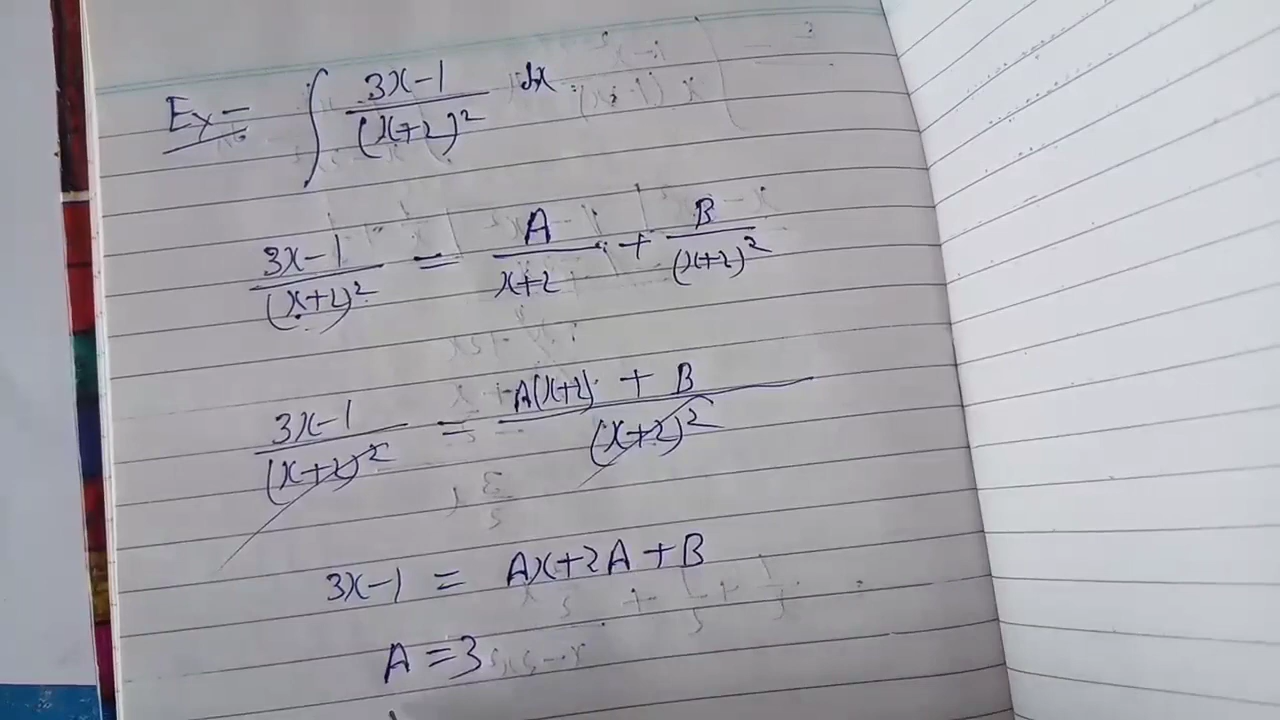 Ex- ∫ 3x-1/(x+2)² dx
3x-1/(x+2)² = A/x+2 + B/(x+2)²
3x-1/(x+2)² = A(x+2) + B/(x+2)²
3x-1 = Ax+2A+B
A=3